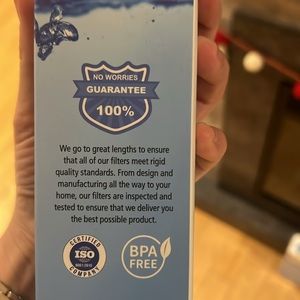 NO WORRIES
GUARANTEE
100%
We go to great lengths to ensure
that all of our filters meet rigid
quality standards. From design and
manufacturing all the way to your
home, our filters are inspected and
tested to ensure that we deliver you
the best possible product.
CERTIFIED
ISO
COMPANY
BPA
FREE